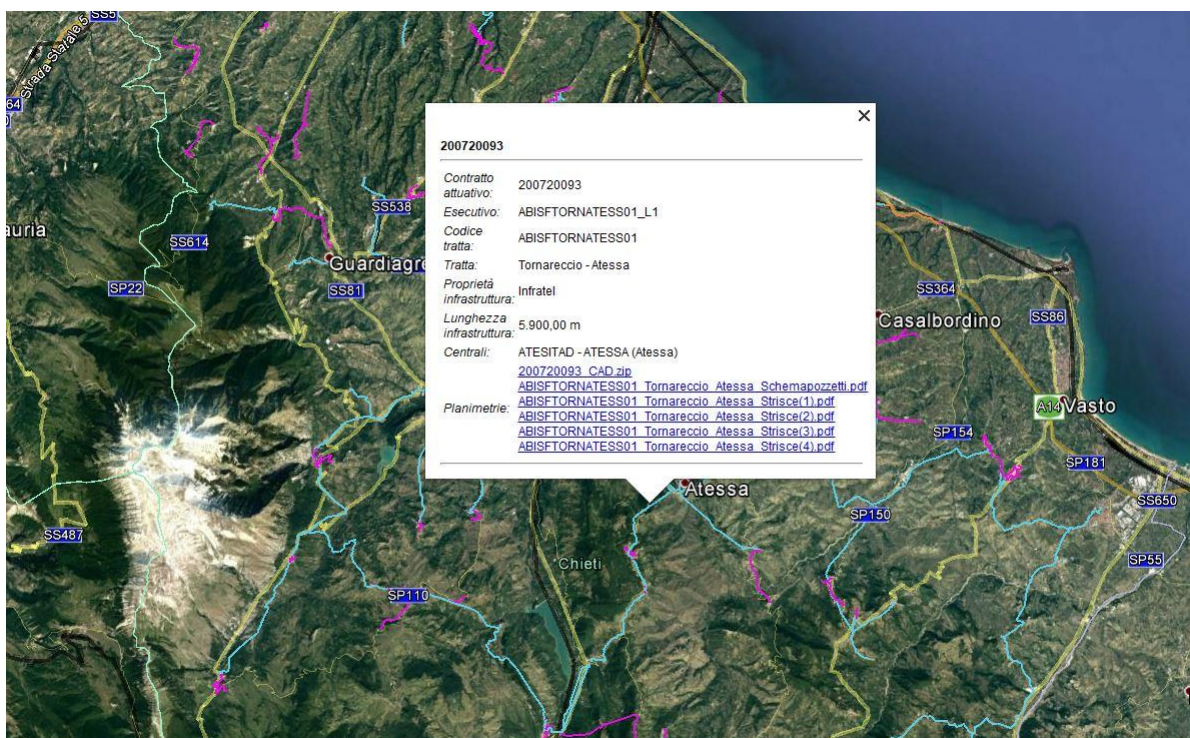 SS5
Strada Statale 5
64
200720093
Contratto attuativo: 200720093
Esecutivo: ABISFTORNATESS01_L1
Codice tratta: ABISFTORNATESS01
Tratta: Tornareccio - Atessa
Proprietà infrastruttura: Infratel
Lunghezza infrastruttura: 5.900,00 m
Centrali: ATESITAD - ATESSA (Atessa)
Planimetrie:
200720093_CAD.zip
ABISFTORNATESS01_Tornareccio_Atessa_Schemapozzetti.pdf
ABISFTORNATESS01_Tornareccio_Atessa_Strisce(1).pdf
ABISFTORNATESS01_Tornareccio_Atessa_Strisce(2).pdf
ABISFTORNATESS01_Tornareccio_Atessa_Strisce(3).pdf
ABISFTORNATESS01_Tornareccio_Atessa_Strisce(4).pdf
SS538
auria
SS614
Guardiagre
SP22
SS81
SS364
Casalbordino
SS86
A14
Vasto
SP154
SP181
Atessa
SS650
SP150
SS487
Chieti
SP55
SP110